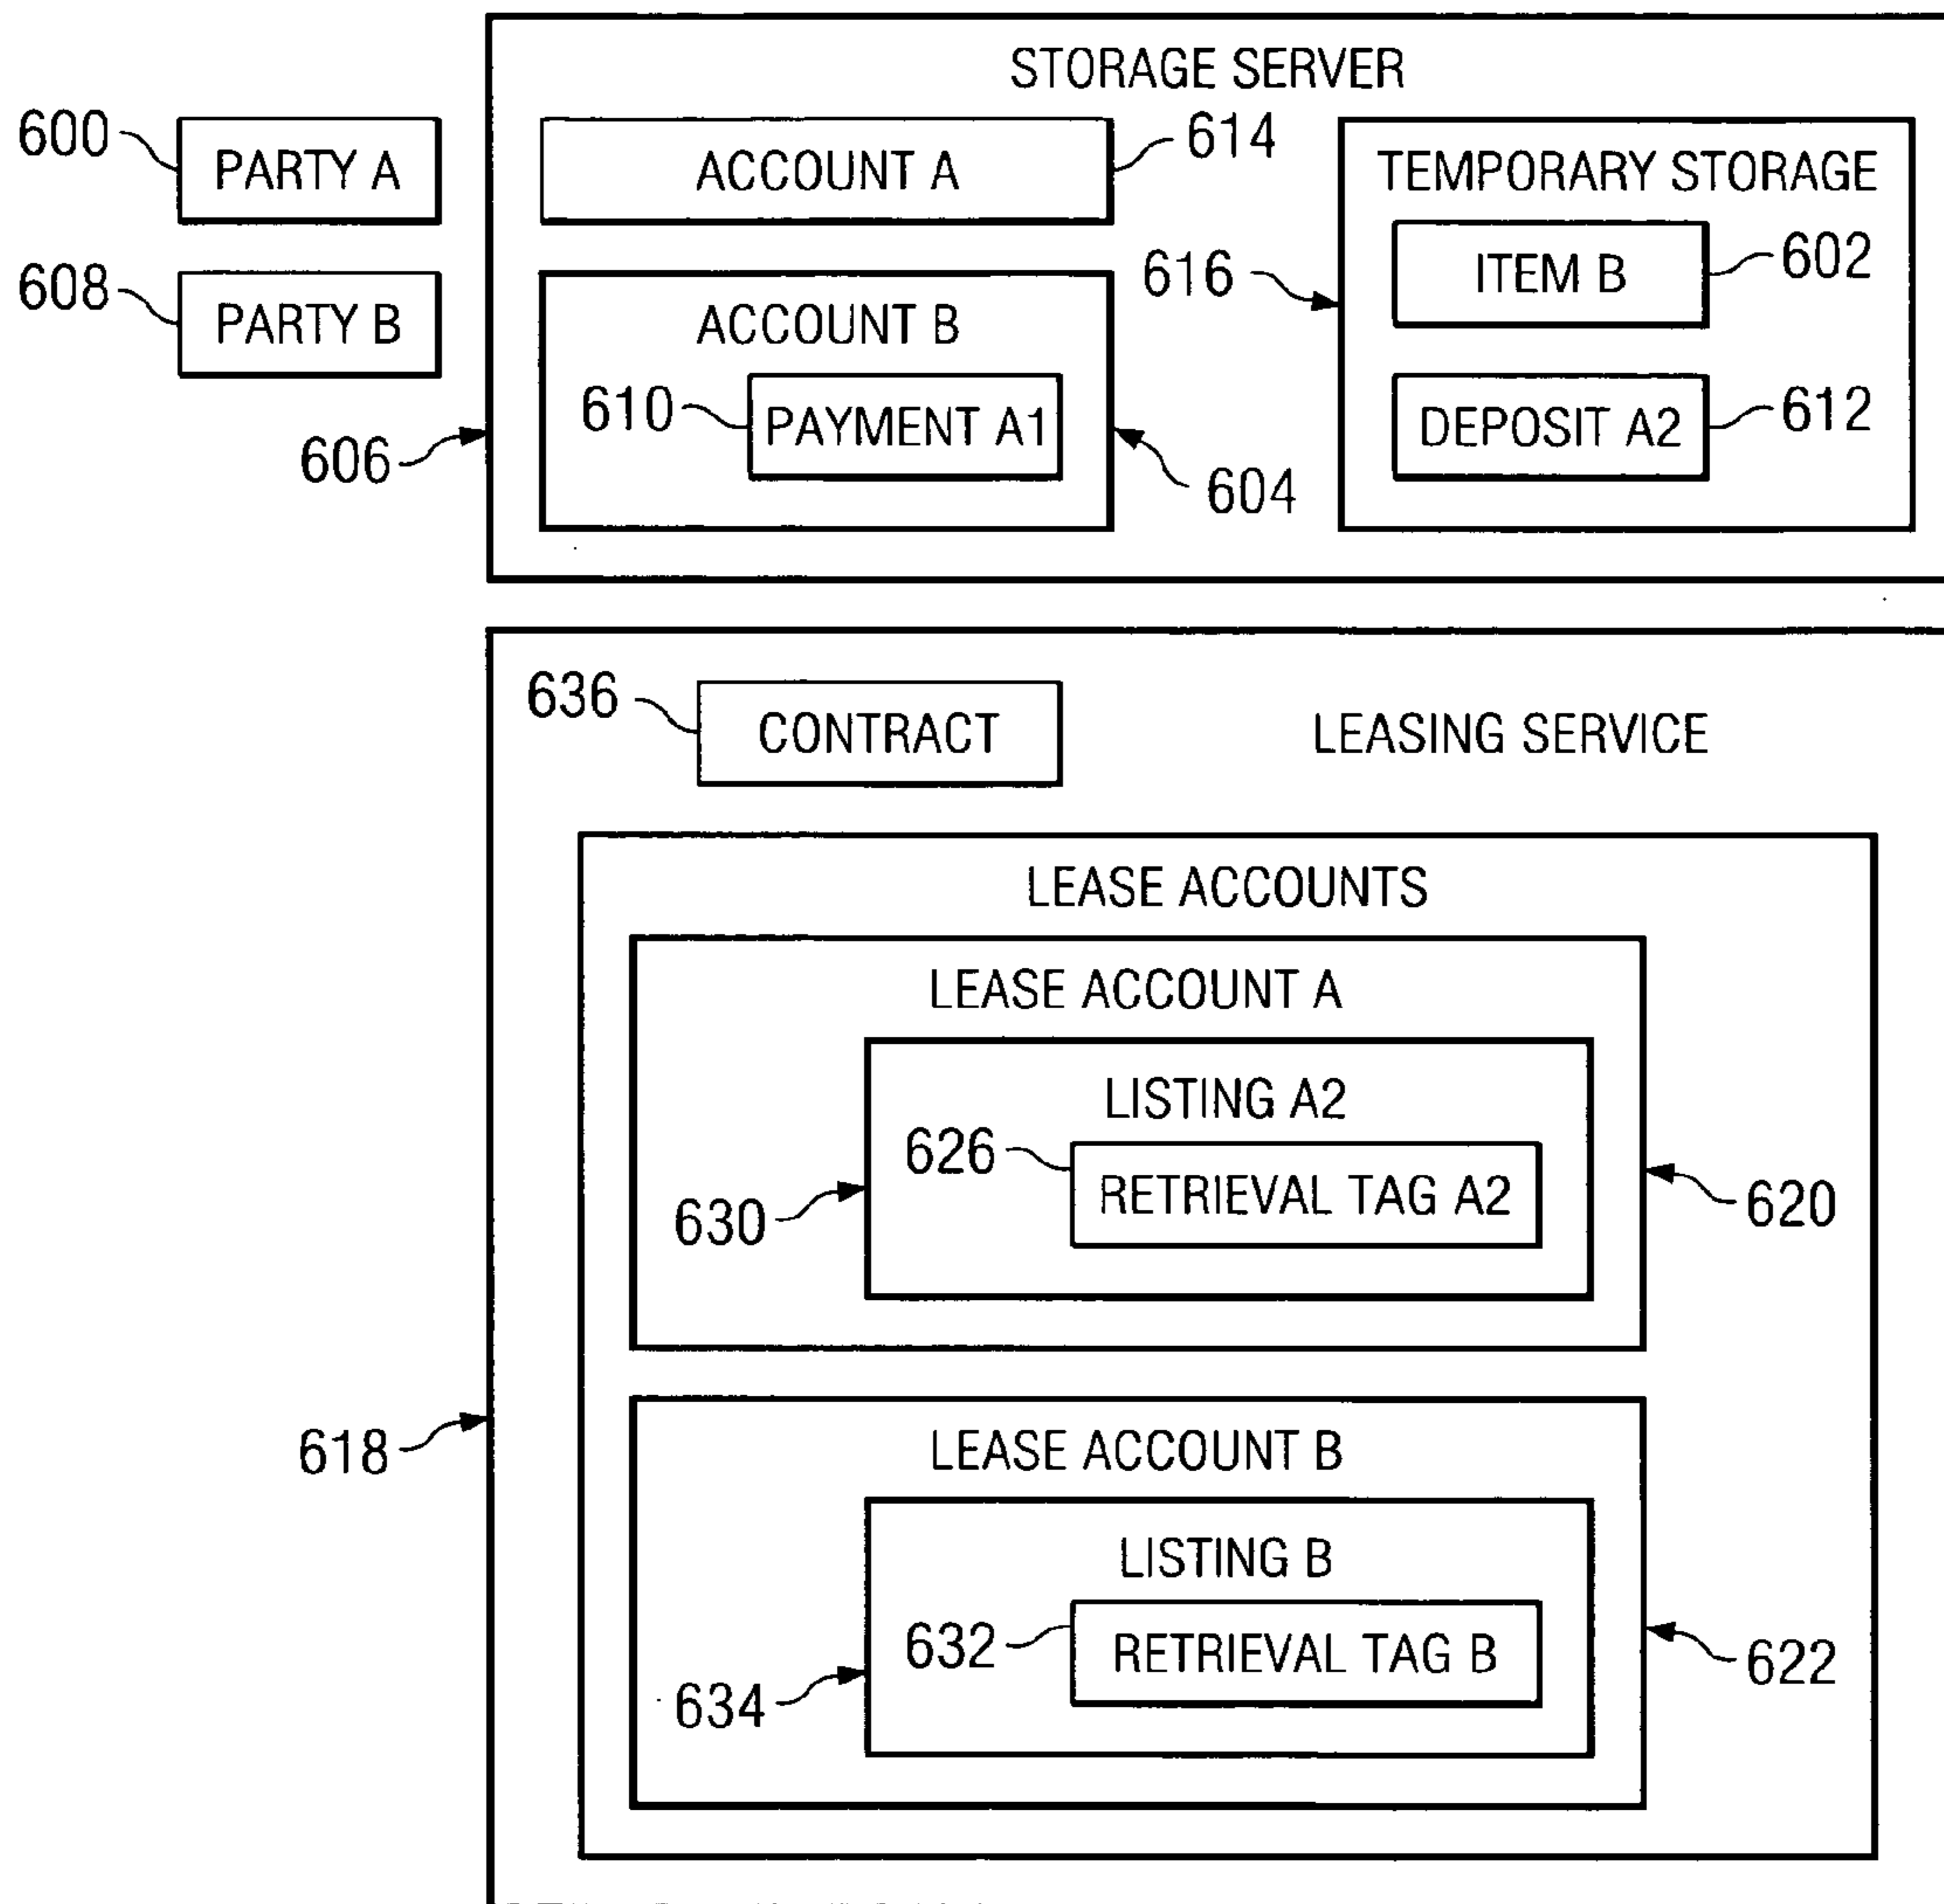 STORAGE SERVER
600
PARTY A
ACCOUNT A
614
TEMPORARY STORAGE
608
PARTY B
ACCOUNT B
616
ITEM B
602
610
PAYMENT A1
DEPOSIT A2
612
606
604
636
CONTRACT
LEASING SERVICE
LEASE ACCOUNTS
LEASE ACCOUNT A
LISTING A2
626
RETRIEVAL TAG A2
630
620
LEASE ACCOUNT B
618
LISTING B
632
RETRIEVAL TAG B
634
622